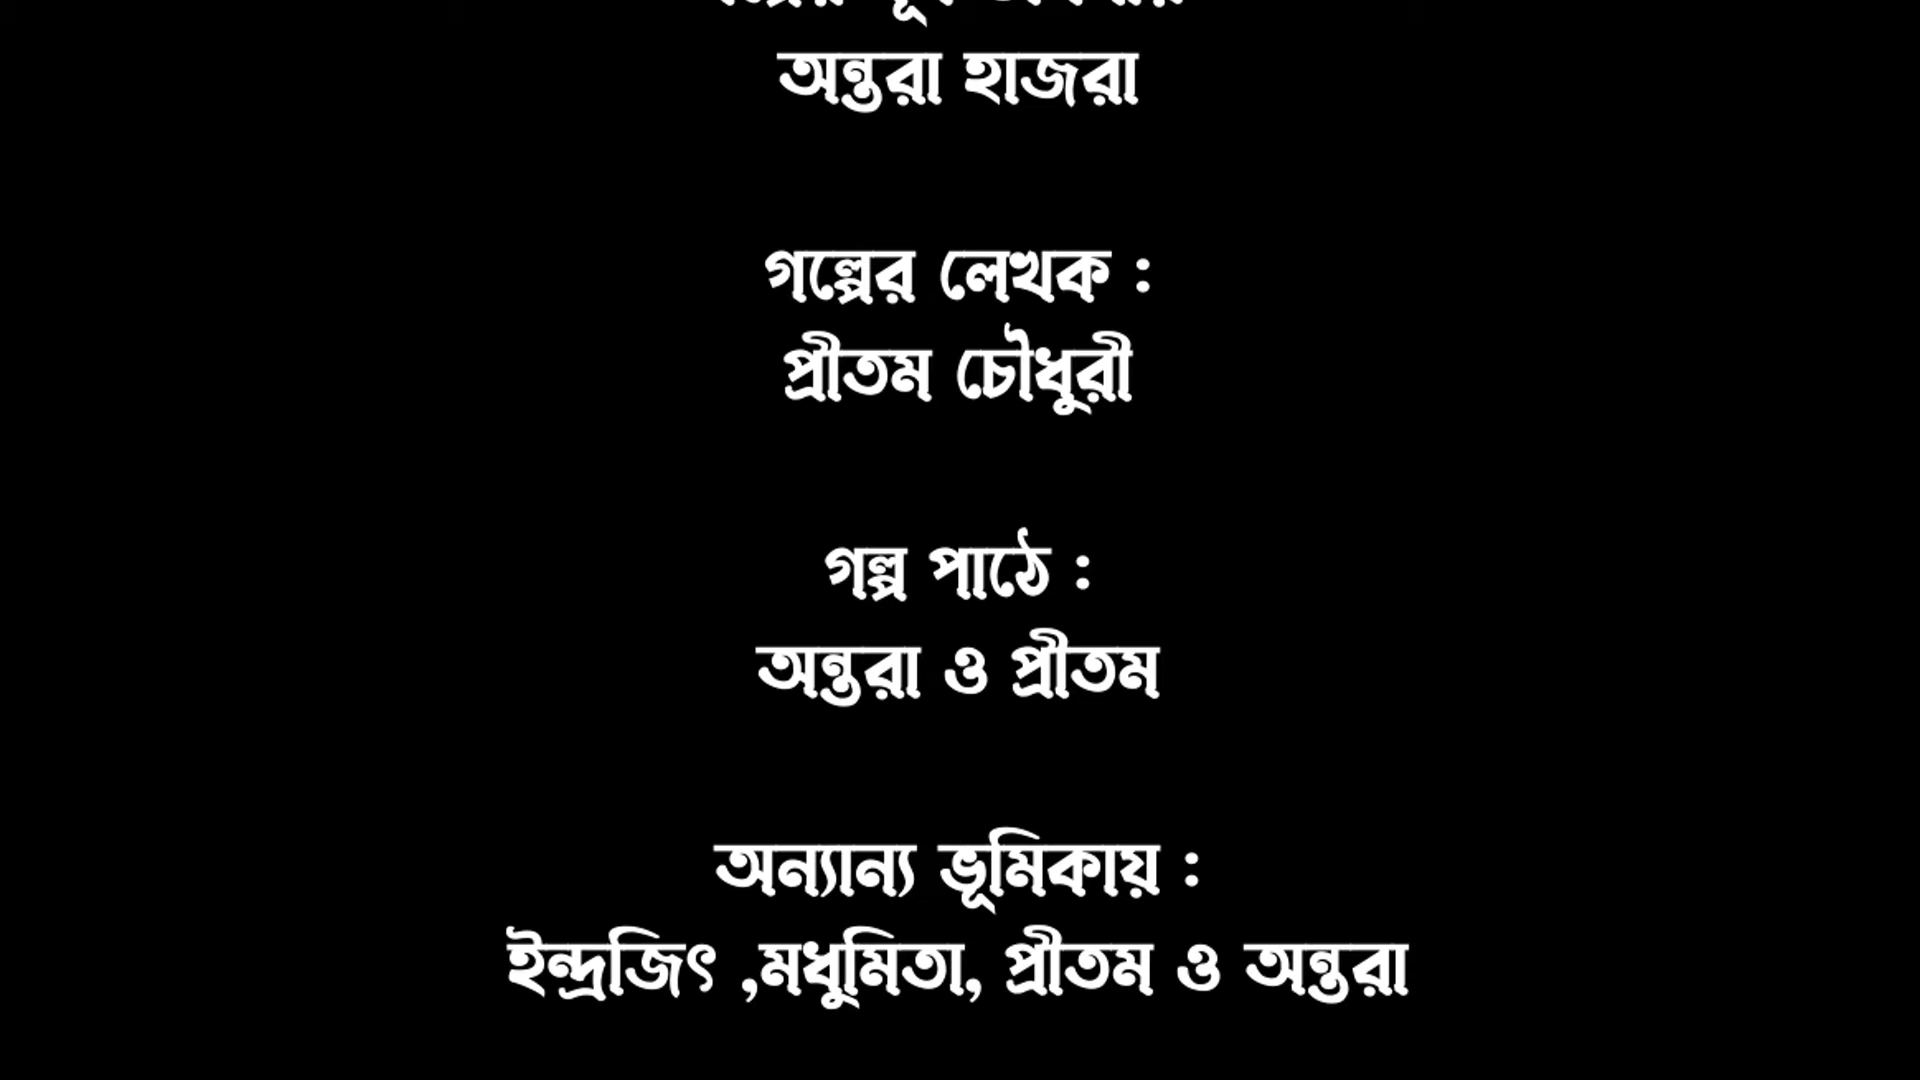 অন্তরা হাজরা
গল্পের লেখক :
প্রীতম চৌধুরী
গল্প পাঠে :
অন্তরা ও প্রীতম
অন্যান্য ভূমিকায় :
ইন্দ্রজিৎ ,মধুমিতা, প্রীতম ও অন্তরা